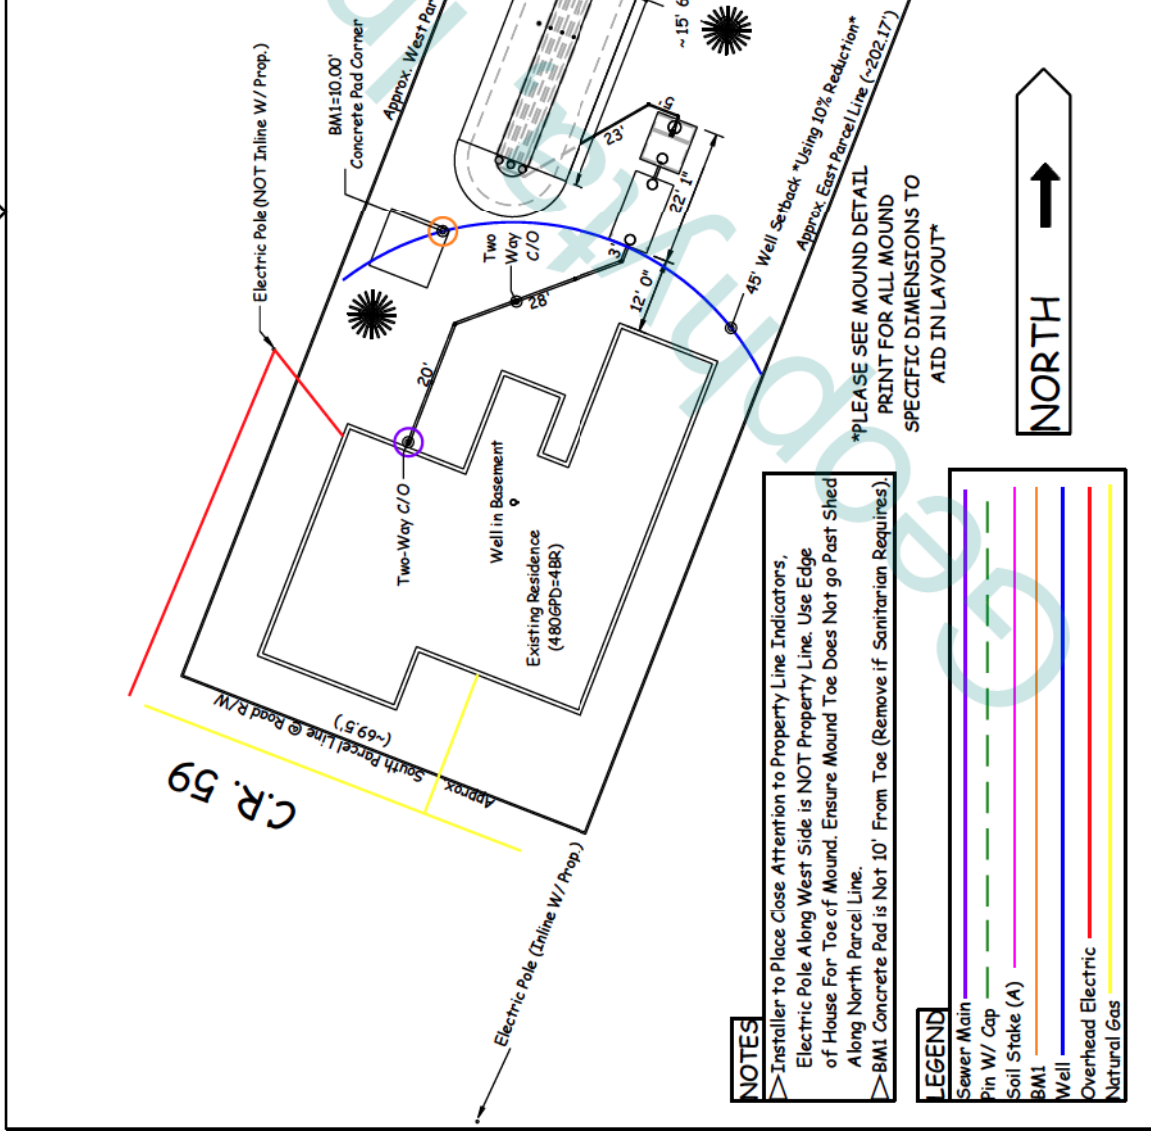 Electric Pole (NOT Inline W/ Prop.)
BM1=10.00'
Concrete Pad Corner
Approx. West Par
~15' 6
5'
23'
22' 1"
3'
12' 0"
Two
Way
C/O
28'
20'
Two-Way C/O
Well in Basement
Existing Residence
(480GPD=4BR)
45' Well Setback *Using 10% Reduction*
Approx. East Parcel Line (~202.17')
Approx. South Parcel Line @ Road R/W
(~69.5')
C.R. 59
Electric Pole (Inline W/ Prop.)
*PLEASE SEE MOUND DETAIL
PRINT FOR ALL MOUND
SPECIFIC DIMENSIONS TO
AID IN LAYOUT*
NORTH
NOTES
Installer to Place Close Attention to Property Line Indicators,
Electric Pole Along West Side is NOT Property Line. Use Edge
of House For Toe of Mound. Ensure Mound Toe Does Not go Past Shed
Along North Parcel Line.
BM1 Concrete Pad is Not 10' From Toe (Remove if Sanitarian Requires).
LEGEND
Sewer Main
Pin W/ Cap
Soil Stake (A)
BM1
Well
Overhead Electric
Natural Gas